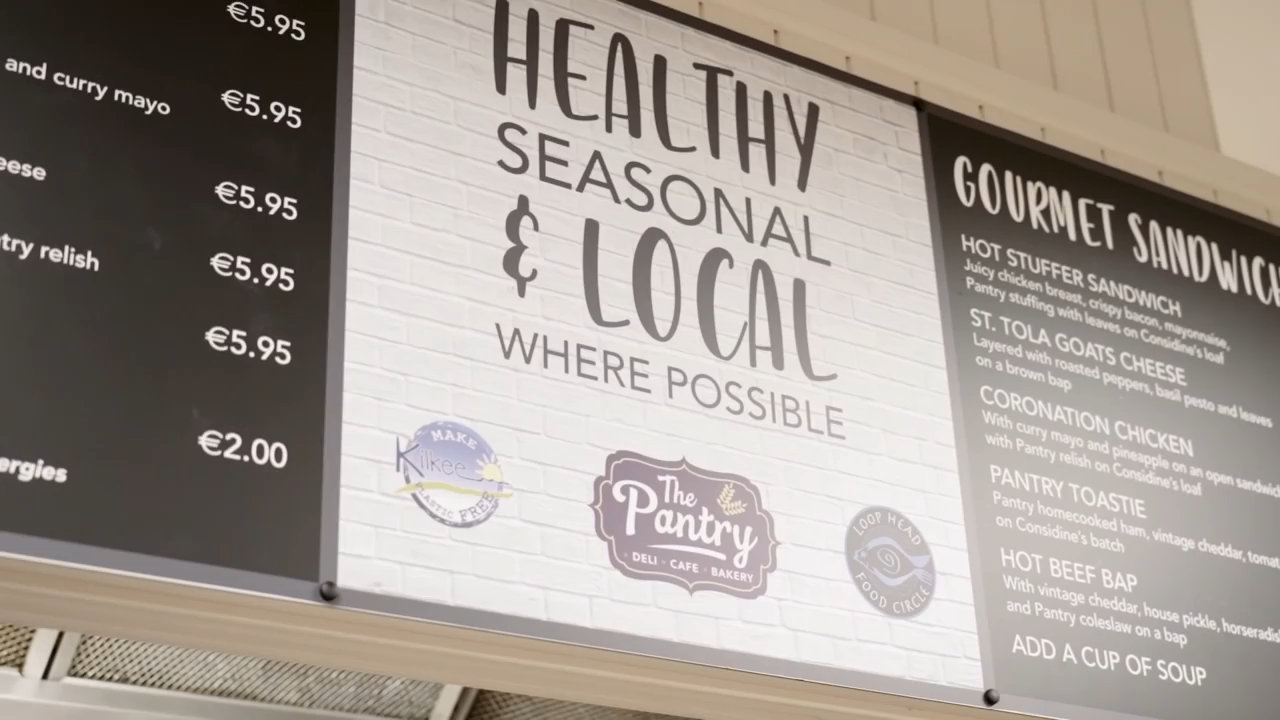 €5.95
and curry mayo €5.95
€5.95
relish €5.95
€5.95
€2.00
HEALTHY
SEASONAL
& LOCAL
WHERE POSSIBLE
MAKE
Kilkee
PLASTIC FREE
The
Pantry
DELI · CAFE · BAKERY
LOOP HEAD
FOOD CIRCLE
GOURMET SANDWICH
HOT STUFFER SANDWICH
Juicy chicken breast, crispy bacon, mayonnaise,
Pantry stuffing with leaves on Considine's loaf
ST. TOLA GOATS CHEESE
Layered with roasted peppers, basil pesto and leaves
on a brown bap
CORONATION CHICKEN
With curry mayo and pineapple on an open sandwich
with Pantry relish on Considine's loaf
PANTRY TOASTIE
Pantry homecooked ham, vintage cheddar,
on Considine's batch
HOT BEEF BAP
With vintage cheddar, house pickle,
and Pantry coleslaw on a bap
ADD A CUP OF SOUP